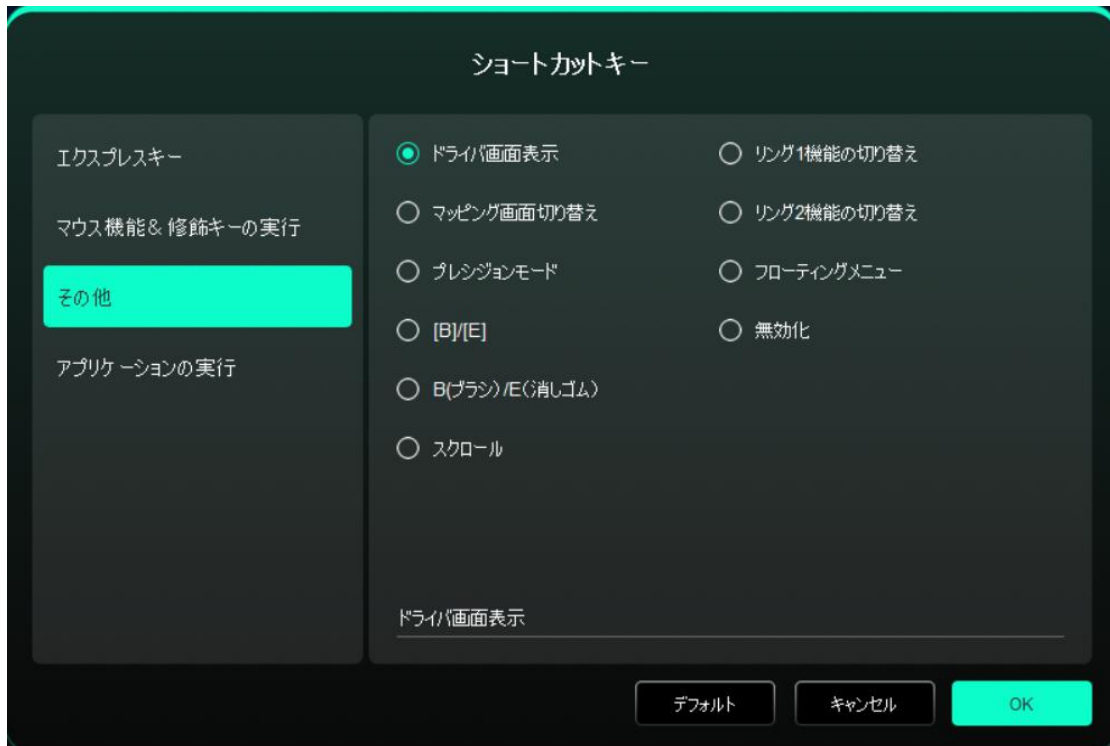 ショートカットキー
エクスプレスキー
マウス機能& 修飾キーの実行
その他
アプリケーションの実行
ドライバ画面表示
マッピング画面切り替え
プレシジョンモード
[B]/[E]
B(ブラシ)/E(消しゴム)
スクロール
リング1機能の切り替え
リング2機能の切り替え
フローティングメニュー
無効化
ドライバ画面表示
デフォルト
キャンセル
OK